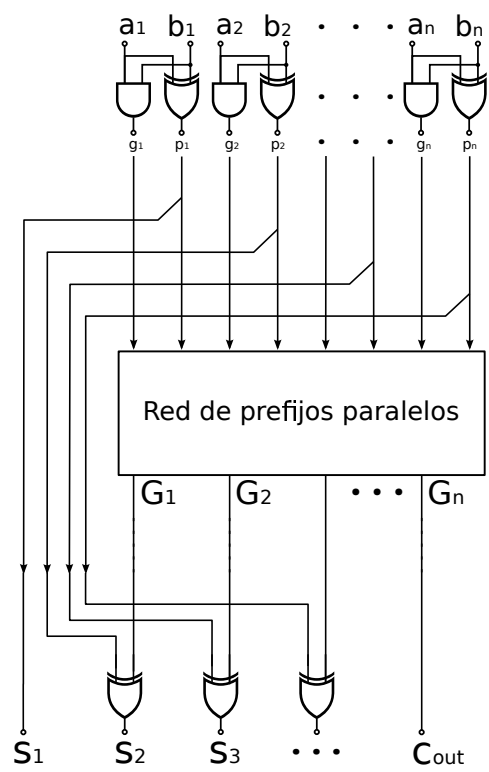 a1 b1 a2 b2 . . . an bn
g1 p1 g2 p2 . . . gn pn
Red de prefijos paralelos
G1 G2 ... Gn
S1 S2 S3 ... Cout